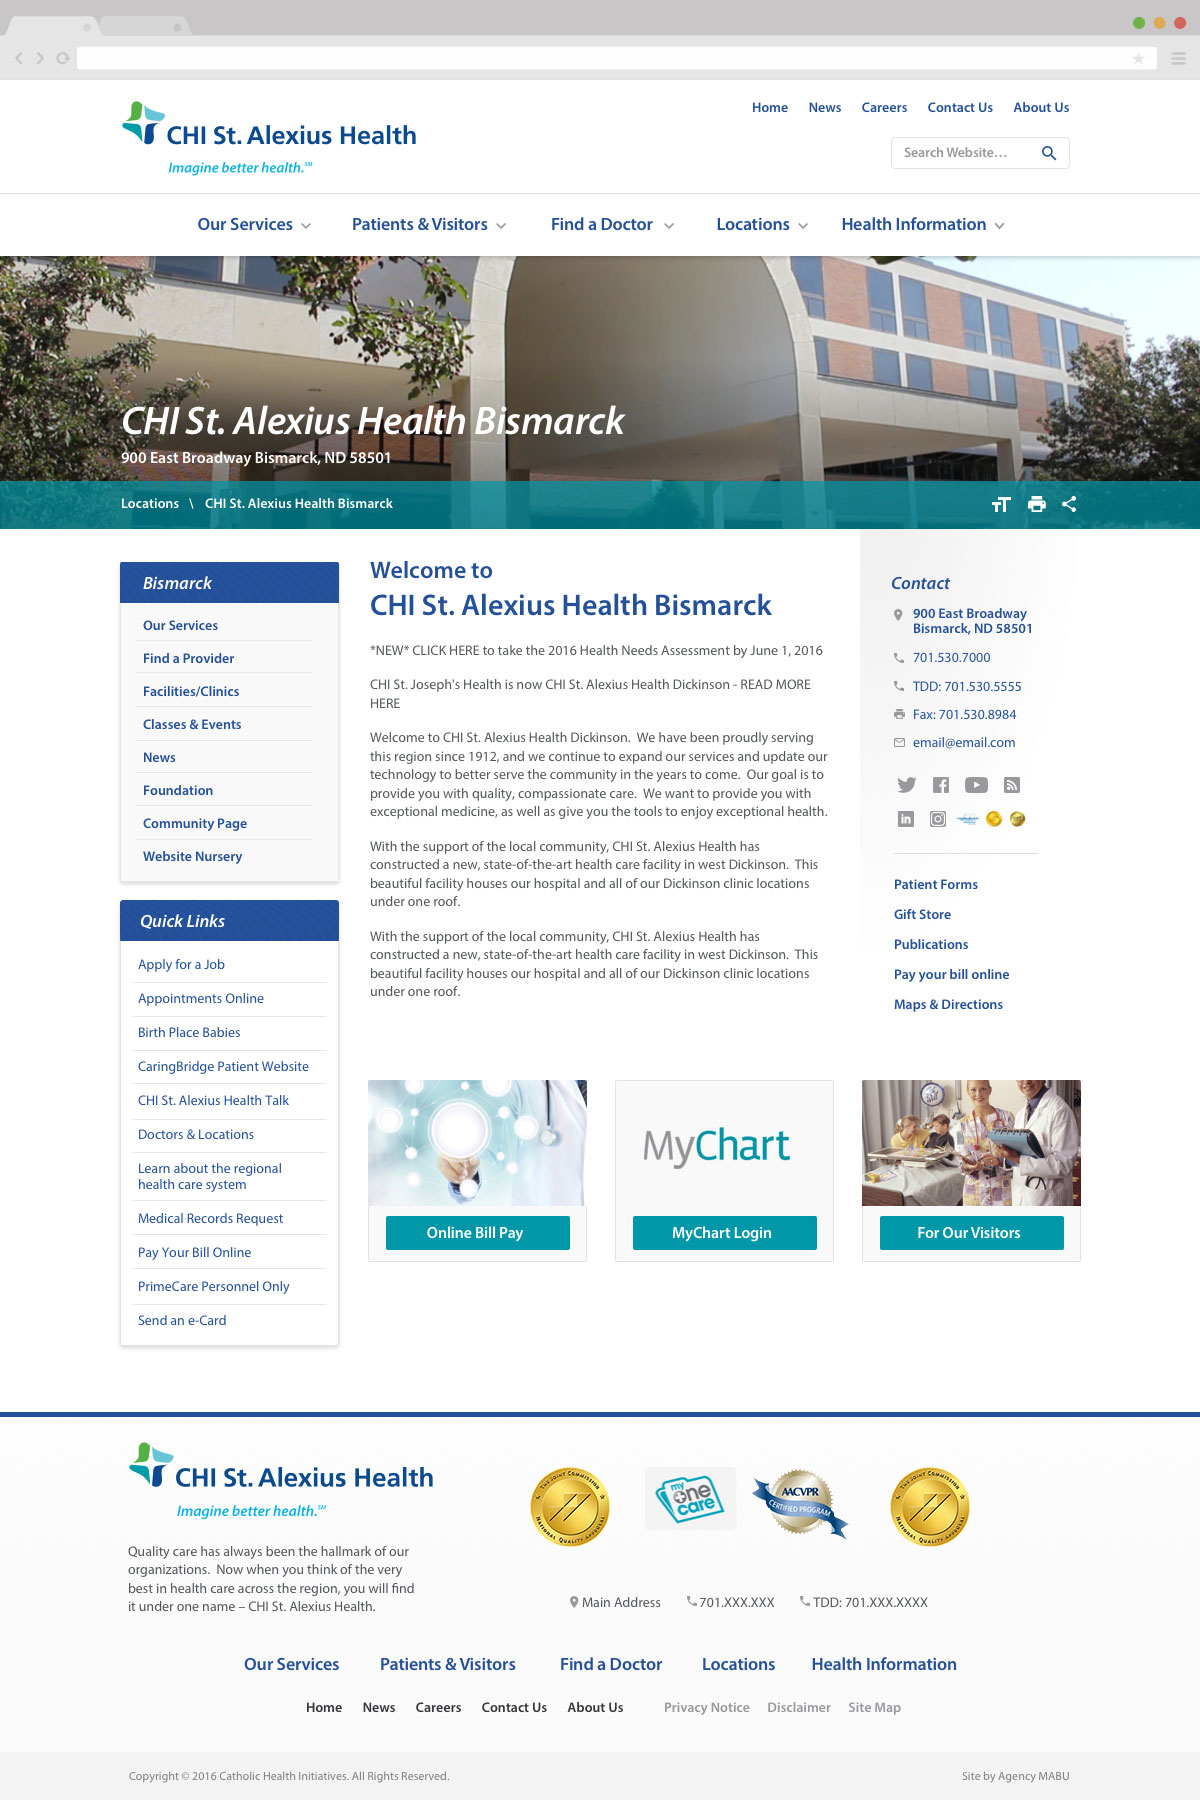 CHI St. Alexius Health
Imagine better health.℠
Home News Careers Contact Us About Us
Search Website...
Our Services Patients & Visitors Find a Doctor Locations Health Information
CHI St. Alexius Health Bismarck
900 East Broadway Bismarck, ND 58501
Locations \ CHI St. Alexius Health Bismarck
Bismarck
Our Services
Find a Provider
Facilities/Clinics
Classes & Events
News
Foundation
Community Page
Website Nursery
Quick Links
Apply for a Job
Appointments Online
Birth Place Babies
CaringBridge Patient Website
CHI St. Alexius Health Talk
Doctors & Locations
Learn about the regional
health care system
Medical Records Request
Pay Your Bill Online
PrimeCare Personnel Only
Send an e-Card
Welcome to
CHI St. Alexius Health Bismarck
*NEW* CLICK HERE to take the 2016 Health Needs Assessment by June 1, 2016
CHI St. Joseph's Health is now CHI St. Alexius Health Dickinson - READ MORE
HERE
Welcome to CHI St. Alexius Health Dickinson. We have been proudly serving
this region since 1912, and we continue to expand our services and update our
technology to better serve the community in the years to come. Our goal is to
provide you with quality, compassionate care. We want to provide you with
exceptional medicine, as well as give you the tools to enjoy exceptional health.
With the support of the local community, CHI St. Alexius Health has
constructed a new, state-of-the-art health care facility in west Dickinson. This
beautiful facility houses our hospital and all of our Dickinson clinic locations
under one roof.
With the support of the local community, CHI St. Alexius Health has
constructed a new, state-of-the-art health care facility in west Dickinson. This
beautiful facility houses our hospital and all of our Dickinson clinic locations
under one roof.
Contact
900 East Broadway
Bismarck, ND 58501
701.530.7000
TDD: 701.530.5555
Fax: 701.530.8984
email@email.com
in
Patient Forms
Gift Store
Publications
Pay your bill online
Maps & Directions
Online Bill Pay
MyChart
MyChart Login
For Our Visitors
CHI St. Alexius Health
Imagine better health.℠
Quality care has always been the hallmark of our
organizations. Now when you think of the very
best in health care across the region, you will find
it under one name – CHI St. Alexius Health.
THE JOINT COMMISSION
NATIONAL QUALITY APPROVAL
my
one
care
AACVPR
CERTIFIED PROGRAM
THE JOINT COMMISSION
NATIONAL QUALITY APPROVAL
Main Address 701.XXX.XXX TDD: 701.XXX.XXXX
Our Services Patients & Visitors Find a Doctor Locations Health Information
Home News Careers Contact Us About Us Privacy Notice Disclaimer Site Map
Copyright © 2016 Catholic Health Initiatives. All Rights Reserved.
Site by Agency MABU